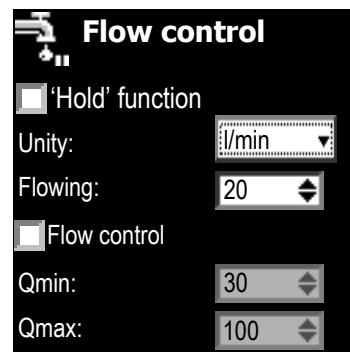 Flow control
‘Hold’ function
Unity: l/min
Flowing: 20
Flow control
Qmin: 30
Qmax: 100